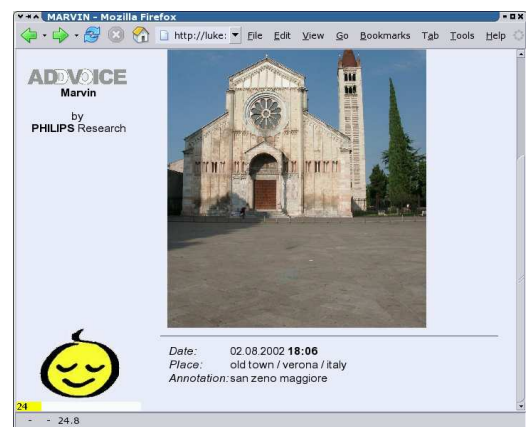 MARVIN - Mozilla Firefox
http://luke: File Edit View Go Bookmarks Tab Tools Help
ADVOICE
Marvin
by
PHILIPS Research
Date: 02.08.2002 18:06
Place: old town / verona / italy
Annotation: san zeno maggiore
24
- - 24.8